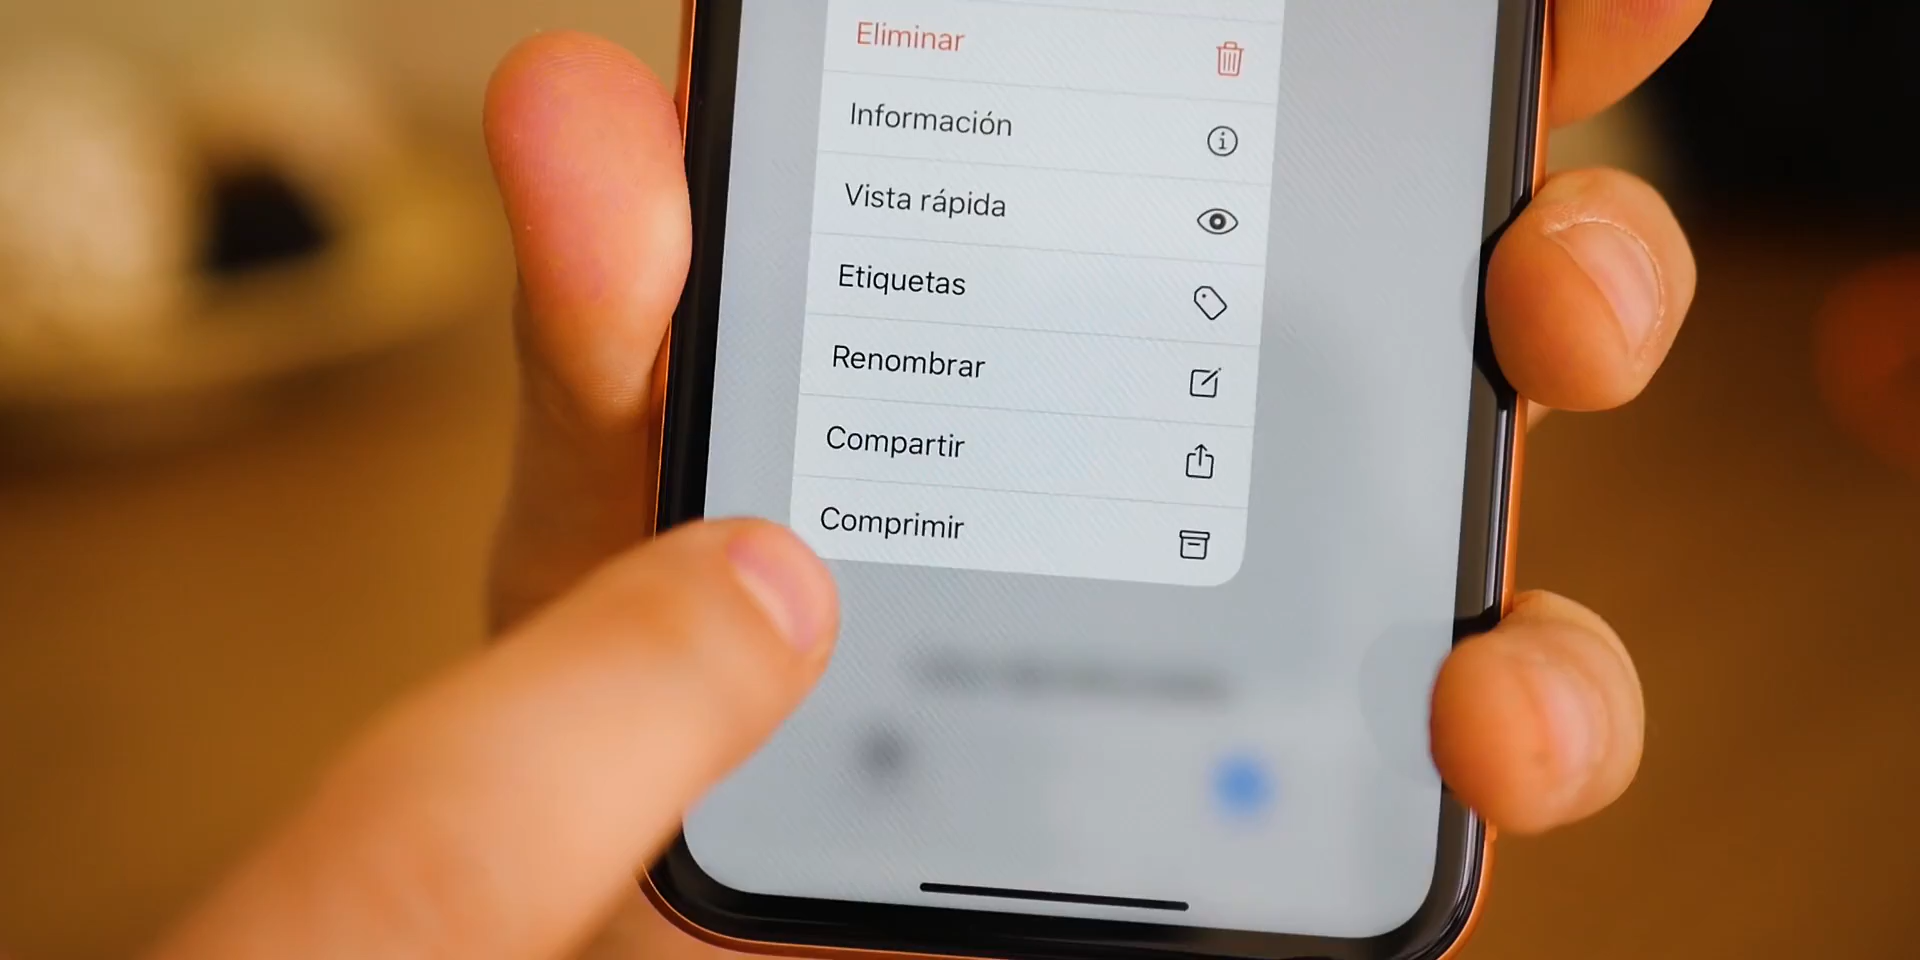 Eliminar
Información
Vista rápida
Etiquetas
Renombrar
Compartir
Comprimir